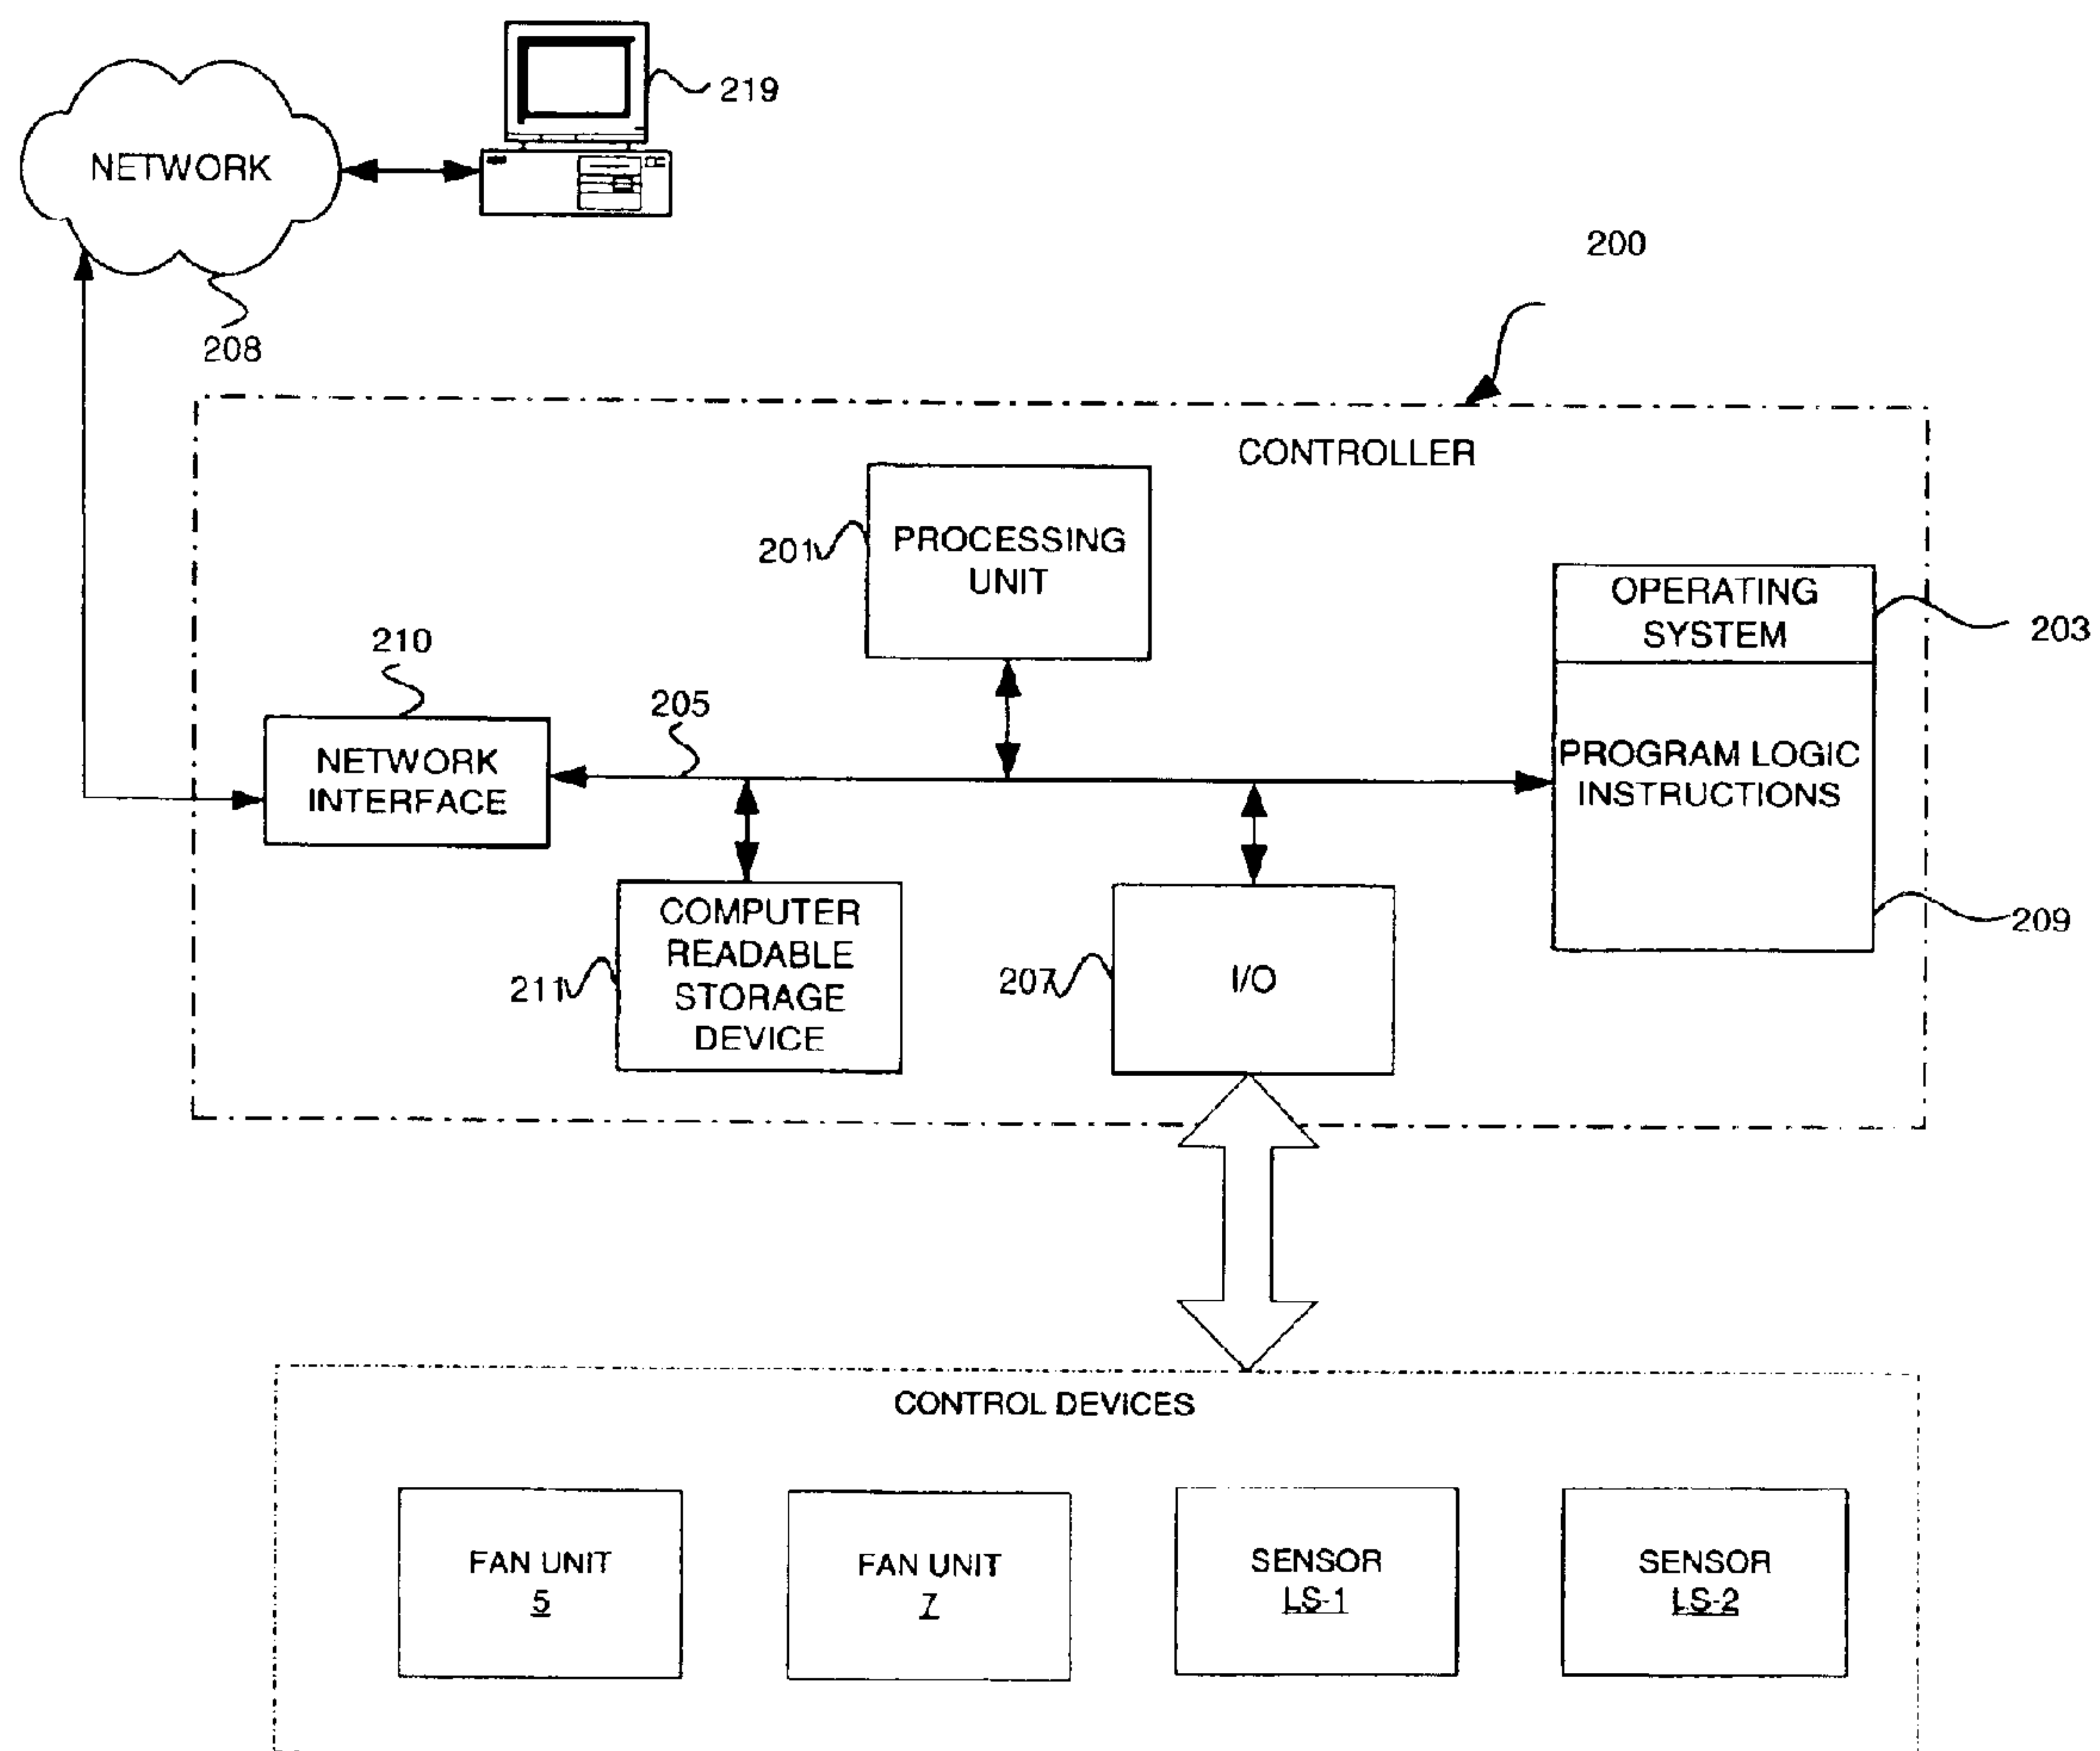 219
NETWORK
200
208
CONTROLLER
201
PROCESSING
UNIT
OPERATING
SYSTEM
203
210
205
NETWORK
INTERFACE
PROGRAM LOGIC
INSTRUCTIONS
COMPUTER
READABLE
STORAGE
DEVICE
211
207
I/O
209
CONTROL DEVICES
FAN UNIT
5
FAN UNIT
7
SENSOR
LS-1
SENSOR
LS-2